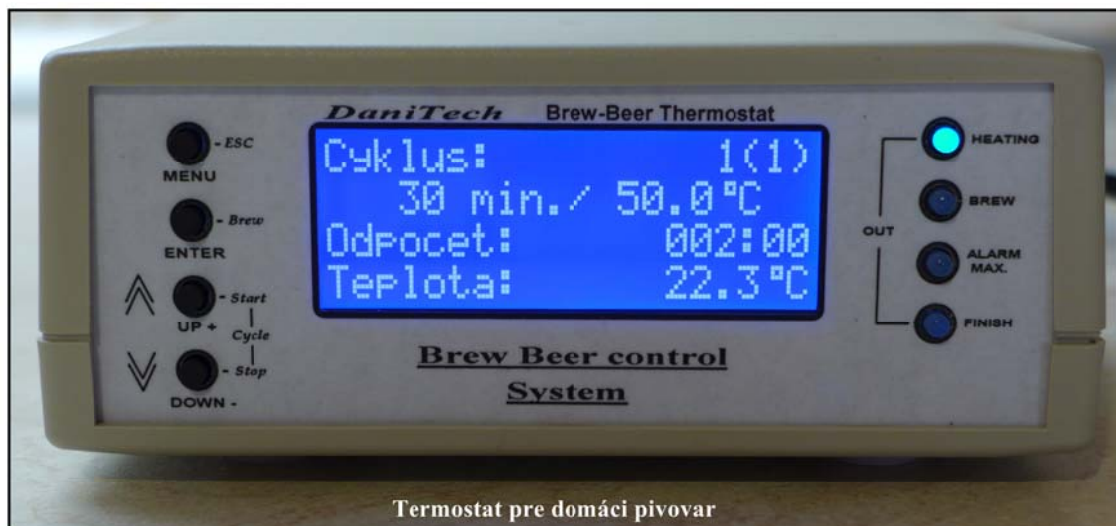 DaniTech Brew-Beer Thermostat
- ESC
MENU
- Brew
ENTER
- Start
UP +
Cycle
- Stop
DOWN -
Cyklus: 1(1)
30 min./ 50.0°C
Odpocet: 002:00
Teplota: 22.3°C
HEATING
BREW
OUT
ALARM
MAX.
FINISH
Brew Beer control
System
Termostat pre domáci pivovar